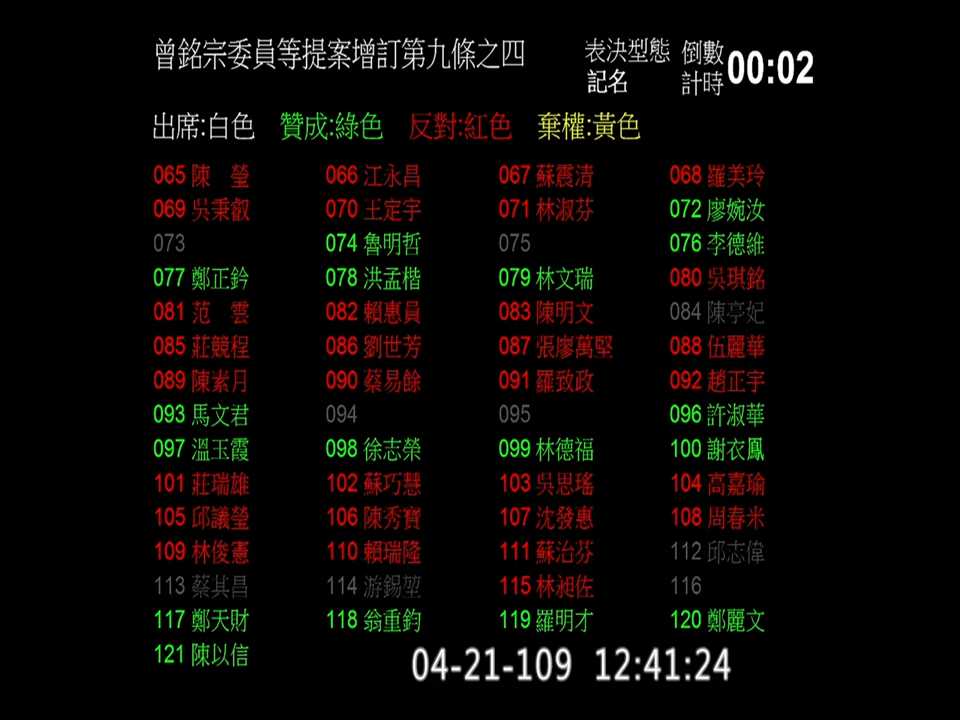 曾銘宗委員等提案增訂第九條之四 表決型態 倒數 00:02
記名 計時
出席:白色 贊成:綠色 反對:紅色 棄權:黃色
065 陳 瑩 066 江永昌 067 蘇震清 068 羅美玲
069 吳秉叡 070 王定宇 071 林淑芬 072 廖婉汝
073 074 魯明哲 075 076 李德維
077 鄭正鈐 078 洪孟楷 079 林文瑞 080 吳琪銘
081 范 雲 082 賴惠員 083 陳明文 084 陳亭妃
085 莊競程 086 劉世芳 087 張廖萬堅 088 伍麗華
089 陳素月 090 蔡易餘 091 羅致政 092 趙正宇
093 馬文君 094 095 096 許淑華
097 溫玉霞 098 徐志榮 099 林德福 100 謝衣鳳
101 莊瑞雄 102 蘇巧慧 103 吳思瑤 104 高嘉瑜
105 邱議瑩 106 陳秀寳 107 沈發惠 108 周春米
109 林俊憲 110 賴瑞隆 111 蘇治芬 112 邱志偉
113 蔡其昌 114 游錫堃 115 林昶佐 116
117 鄭天財 118 翁重鈞 119 羅明才 120 鄭麗文
121 陳以信
04-21-109 12:41:24